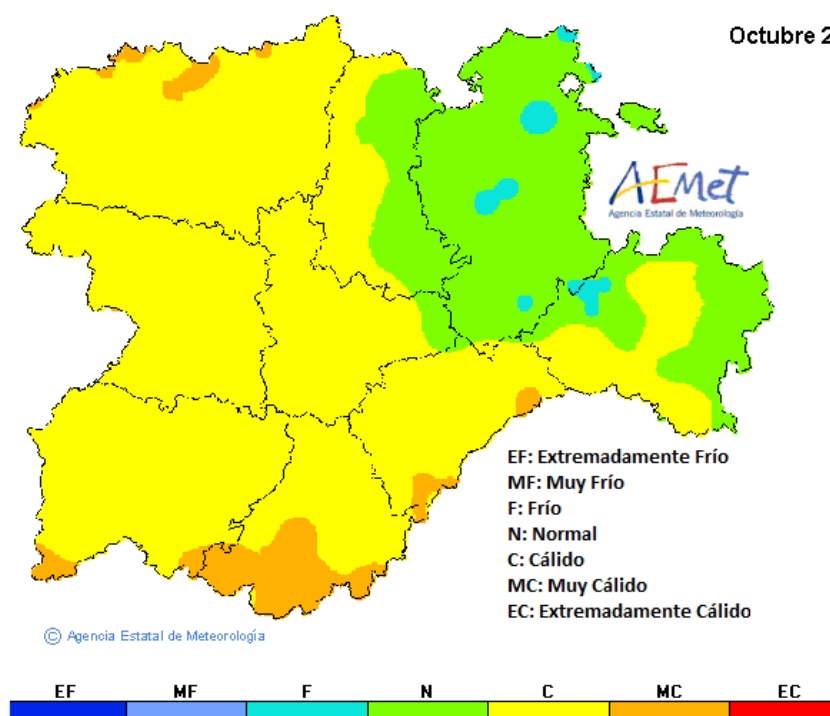 Octubre 2
AEMet
Agencia Estatal de Meteorología
EF: Extremadamente Frío
MF: Muy Frío
F: Frío
N: Normal
C: Cálido
MC: Muy Cálido
EC: Extremadamente Cálido
© Agencia Estatal de Meteorología
EF MF F N C MC EC